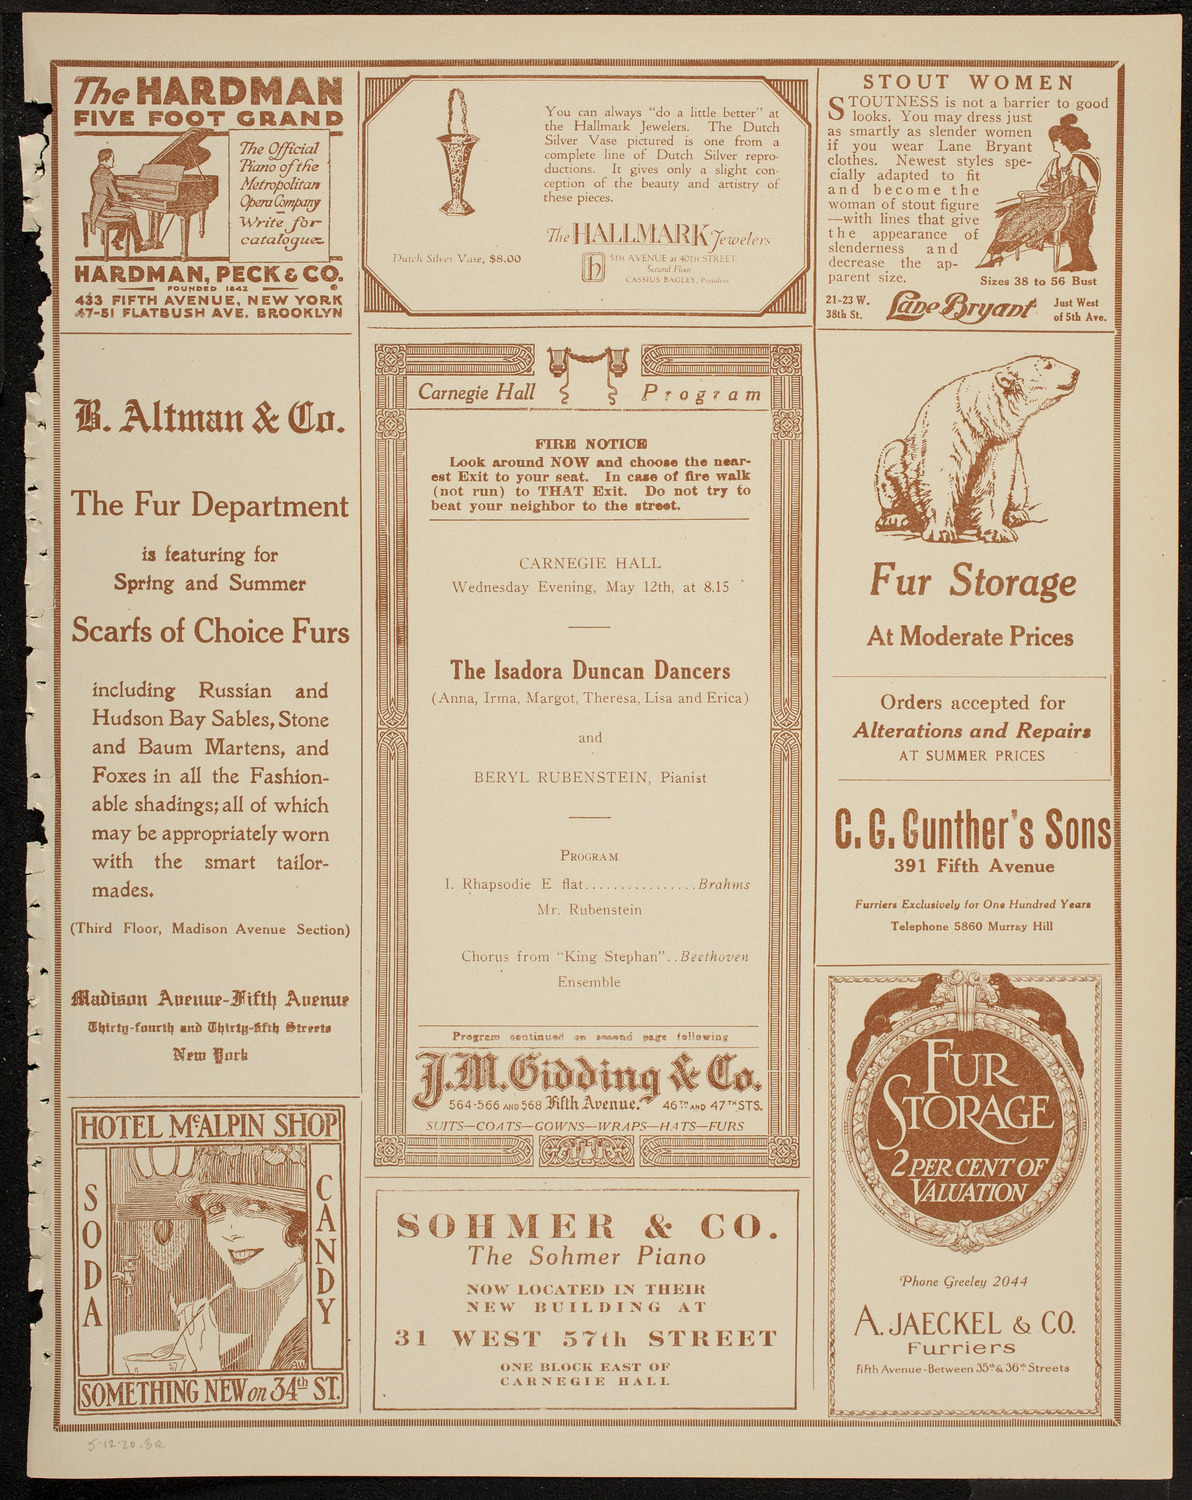 The HARDMAN
FIVE FOOT GRAND
The Official
Piano of the
Metropolitan
Opera Company
Write for
catalogue
HARDMAN, PECK & CO.
FOUNDED 1842
433 FIFTH AVENUE, NEW YORK
47-51 FLATBUSH AVE. BROOKLYN
B. Altman & Co.
The Fur Department
is featuring for
Spring and Summer
Scarfs of Choice Furs
including Russian and
Hudson Bay Sables, Stone
and Baum Martens, and
Foxes in all the Fashion-
able shadings; all of which
may be appropriately worn
with the smart tailor-
mades.
(Third Floor, Madison Avenue Section)
Madison Avenue-Fifth Avenue
Thirty-fourth and Thirty-fifth Streets
New York
HOTEL McALPIN SHOP
SODA
CANDY
SOMETHING NEW on 34th ST.
5-12-20.3
You can always "do a little better" at
the Hallmark Jewelers. The Dutch
Silver Vase pictured is one from a
complete line of Dutch Silver repro-
ductions. It gives only a slight con-
ception of the beauty and artistry of
these pieces.
Dutch Silver Vase, $8.00
The HALLMARK Jewelers
h
5TH AVENUE at 40TH STREET
Second Floor
CASSIUS BAGLEY, President
Carnegie Hall Program
FIRE NOTICE
Look around NOW and choose the near-
est Exit to your seat. In case of fire walk
(not run) to THAT Exit. Do not try to
beat your neighbor to the street.
CARNEGIE HALL
Wednesday Evening, May 12th, at 8.15
The Isadora Duncan Dancers
(Anna, Irma, Margot, Theresa, Lisa and Erica)
and
BERYL RUBENSTEIN, Pianist
PROGRAM
I. Rhapsodie E flat................Brahms
Mr. Rubenstein
Chorus from "King Stephan"..Beethoven
Ensemble
Program continued on second page following
J.M. Gidding & Co.
564-566 AND 568 Fifth Avenue. 46TH AND 47TH STS.
SUITS—COATS—GOWNS—WRAPS—HATS—FURS
SOHMER & CO.
The Sohmer Piano
NOW LOCATED IN THEIR
NEW BUILDING AT
31 WEST 57th STREET
ONE BLOCK EAST OF
CARNEGIE HALL
STOUT WOMEN
STOUTNESS is not a barrier to good
looks. You may dress just
as smartly as slender women
if you wear Lane Bryant
clothes. Newest styles spe-
cially adapted to fit
and become the
woman of stout figure
—with lines that give
the appearance of
slenderness and
decrease the ap-
parent size.
Sizes 38 to 56 Bust
21-23 W.
38th St.
Lane Bryant
Just West
of 5th Ave.
Fur Storage
At Moderate Prices
Orders accepted for
Alterations and Repairs
AT SUMMER PRICES
C. G. Gunther's Sons
391 Fifth Avenue
Furriers Exclusively for One Hundred Years
Telephone 5860 Murray Hill
FUR
STORAGE
2 PER CENT OF
VALUATION
Phone Greeley 2044
A. JAECKEL & CO.
Furriers
Fifth Avenue-Between 35th & 36th Streets